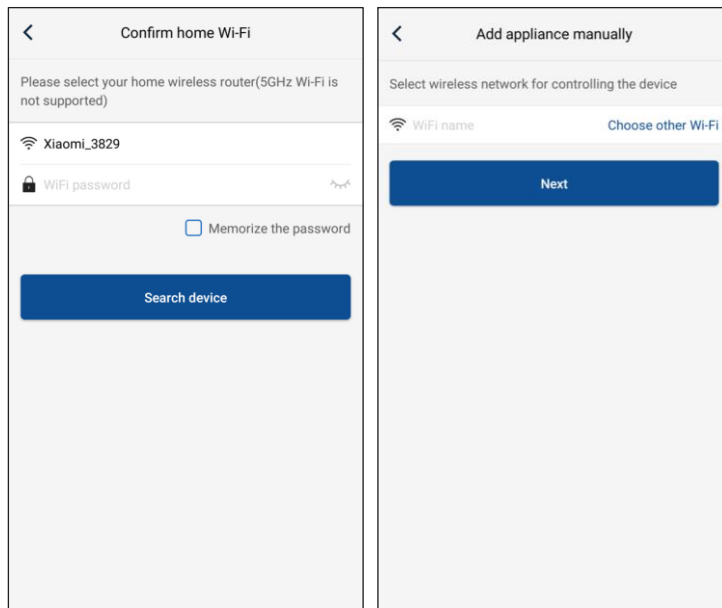 Confirm home Wi-Fi
Please select your home wireless router(5GHz Wi-Fi is
not supported)
Xiaomi_3829
WiFi password
Memorize the password
Search device
Add appliance manually
Select wireless network for controlling the device
WiFi name
Choose other Wi-Fi
Next